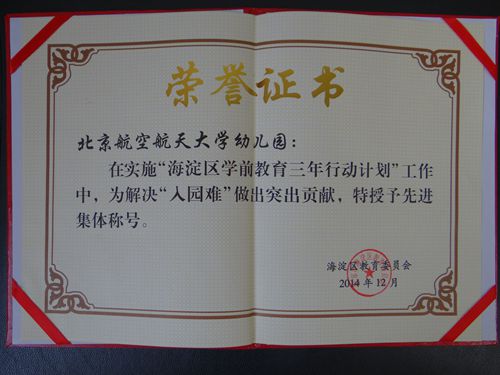 荣誉证书
北京航空航天大学幼儿园：
在实施“海淀区学前教育三年行动计划”工作
中，为解决“入园难”做出突出贡献，特授予先进
集体称号。
海淀区教育委员会
2014年12月